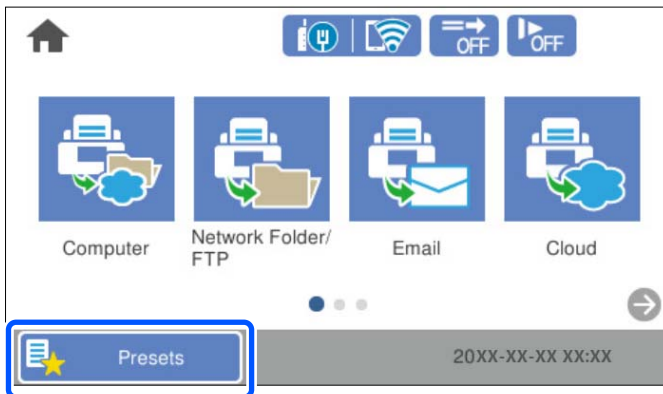 OFF
OFF
Computer
Network Folder/
FTP
Email
Cloud
Presets
20XX-XX-XX XX:XX